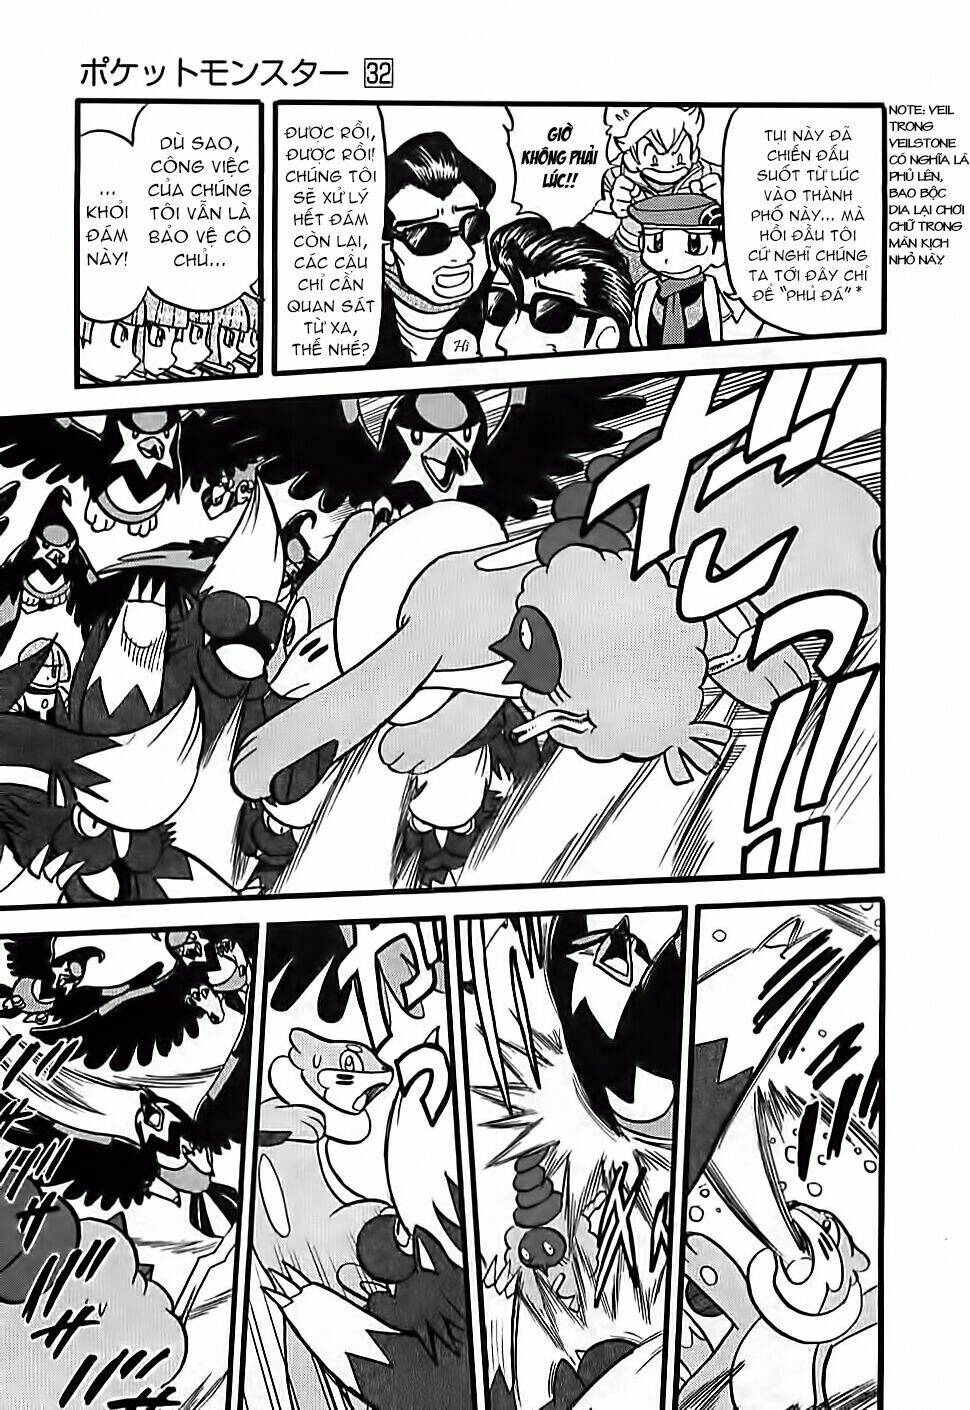 ポケットモンスター 32
NOTE: VEIL
TRONG
VEILSTONE
CÓ NGHĨA LÀ
PHỦ LÊN,
BAO BỌC
DIA LẠI CHƠI
CHỮ TRONG
MÀN KỊCH
NHỎ NÀY.
TỤI NÀY ĐÃ
CHIẾN ĐẤU
SUỐT TỪ LÚC
VÀO THÀNH
PHỐ NÀY... MÀ
HỒI ĐẦU TÔI
CỨ NGHĨ CHÚNG
TA TỚI ĐÂY CHỈ
ĐỂ "PHỦ ĐÁ"*
GIỜ
KHÔNG PHẢI
LÚC!!
Hi
ĐƯỢC RỒI,
ĐƯỢC RỒI!
CHÚNG TÔI
SẼ XỬ LÝ
HẾT ĐÁM
CÒN LẠI,
CÁC CẬU
CHỈ CẦN
QUAN SÁT
TỪ XA,
THẾ NHÉ?
DÙ SAO,
CÔNG VIỆC
CỦA CHÚNG
TÔI VẪN LÀ
BẢO VỆ CÔ
CHỦ...
...
KHỎI
ĐÁM
NÀY!